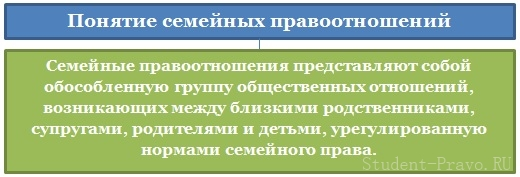 Понятие семейных правоотношений
Семейные правоотношения представляют собой
обособленную группу общественных отношений,
возникающих между близкими родственниками,
супругами, родителями и детьми, урегулированную
нормами семейного права.
Student-Pravo.RU